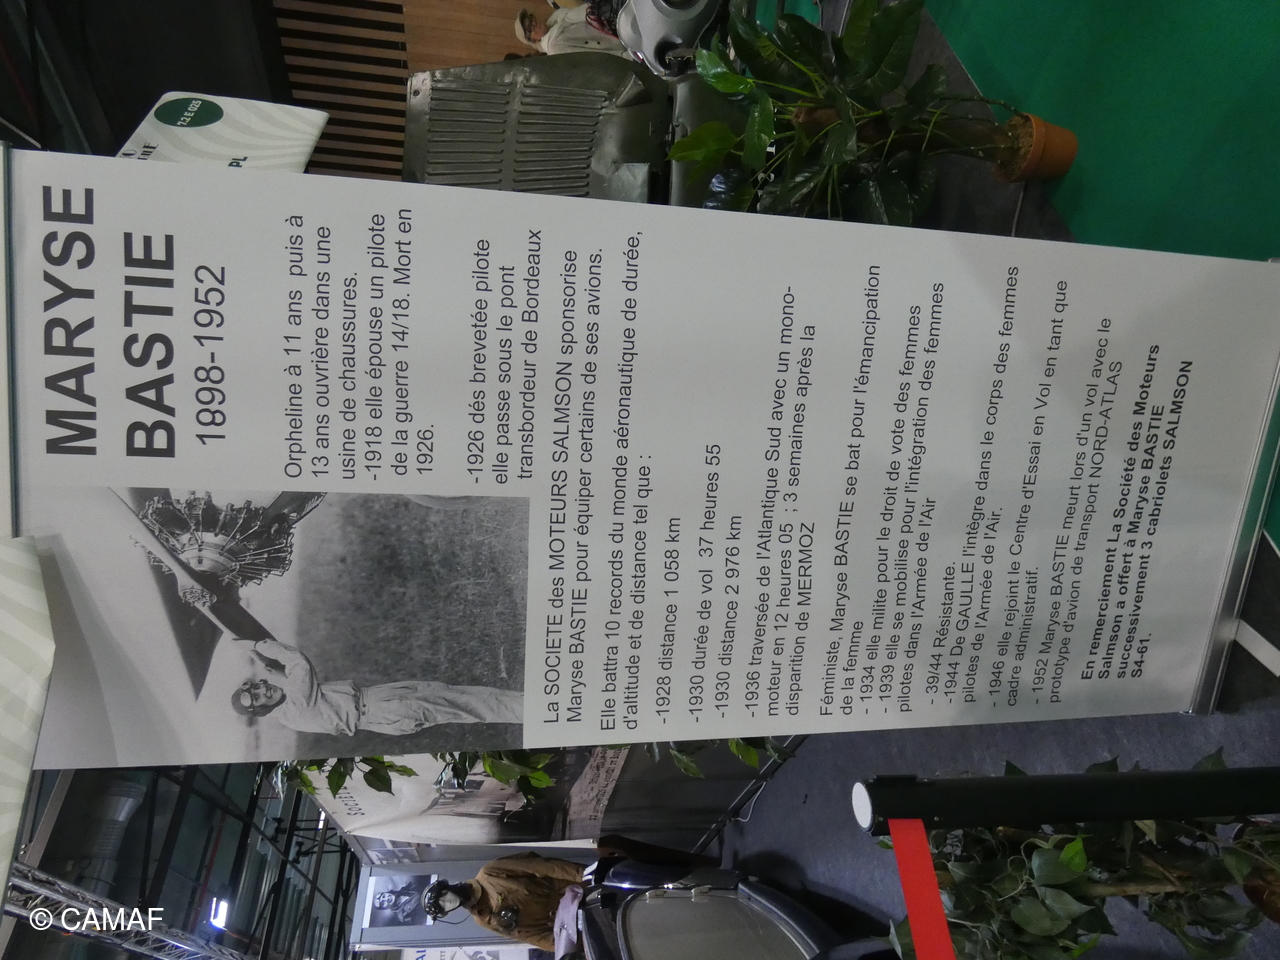 MARYSE
BASTIE
1898-1952
Orpheline à 11 ans puis à
13 ans ouvrière dans une
usine de chaussures.
-1918 elle épouse un pilote
de la guerre 14/18. Mort en
1926.
-1926 dés brevetée pilote
elle passe sous le pont
transbordeur de Bordeaux
La SOCIETE des MOTEURS SALMSON sponsorise
Maryse BASTIE pour équiper certains de ses avions.
Elle battra 10 records du monde aéronautique de durée,
d'altitude et de distance tel que :
-1928 distance 1 058 km
-1930 durée de vol 37 heures 55
-1930 distance 2 976 km
-1936 traversée de l'Atlantique Sud avec un mono-
moteur en 12 heures 05 ; 3 semaines après la
disparition de MERMOZ
Féministe, Maryse BASTIE se bat pour l'émancipation
de la femme
- 1934 elle milite pour le droit de vote des femmes
- 1939 elle se mobilise pour l'intégration des femmes
pilotes dans l'Armée de l'Air
- 39/44 Résistante.
-1944 De GAULLE l'intègre dans le corps des femmes
pilotes de l'Armée de l'Air.
- 1946 elle rejoint le Centre d'Essai en Vol en tant que
cadre administratif.
- 1952 Maryse BASTIE meurt lors d'un vol avec le
prototype d'avion de transport NORD-ATLAS
En remerciement La Société des Moteurs
Salmson a offert à Maryse BASTIE
successivement 3 cabriolets SALMSON
S4-61.
7.2 E 025
PL
© CAMAF